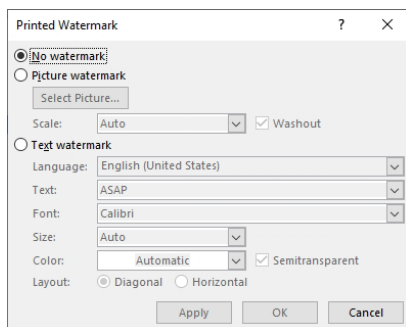 Printed Watermark ? ×
No watermark
Picture watermark
Select Picture...
Scale: Auto Washout
Text watermark
Language: English (United States)
Text: ASAP
Font: Calibri
Size: Auto
Color: Automatic Semitransparent
Layout: Diagonal Horizontal
Apply OK Cancel